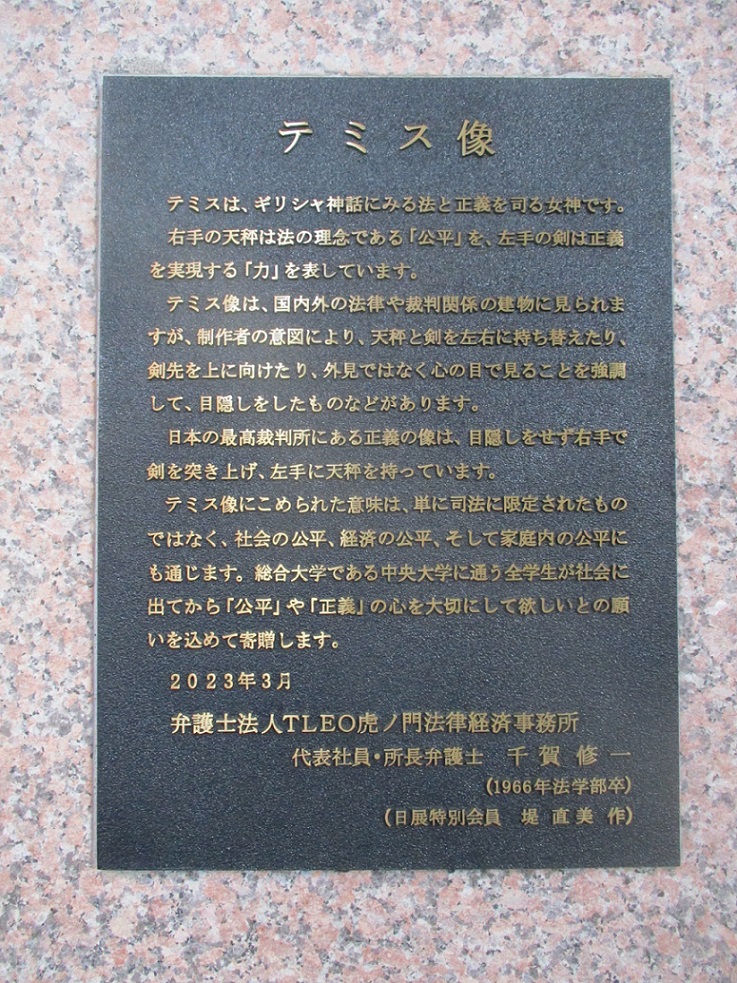 テミス像
テミスは、ギリシャ神話にみる法と正義を司る女神です。
右手の天秤は法の理念である「公平」を、左手の剣は正義
を実現する「力」を表しています。
テミス像は、国内外の法律や裁判関係の建物に見られま
すが、制作者の意図により、天秤と剣を左右に持ち替えたり、
剣先を上に向けたり、外見ではなく心の目で見ることを強調
して、目隠しをしたものなどがあります。
日本の最高裁判所にある正義の像は、目隠しをせず右手で
剣を突き上げ、左手に天秤を持っています。
テミス像にこめられた意味は、単に司法に限定されたもの
ではなく、社会の公平、経済の公平、そして家庭内の公平に
も通じます。総合大学である中央大学に通う全学生が社会に
出てから「公平」や「正義」の心を大切にして欲しいとの願
いを込めて寄贈します。
2023年3月
弁護士法人TLEO虎ノ門法律経済事務所
代表社員・所長弁護士 千賀修一
(1966年法学部卒)
(日展特別会員 堤直美 作)